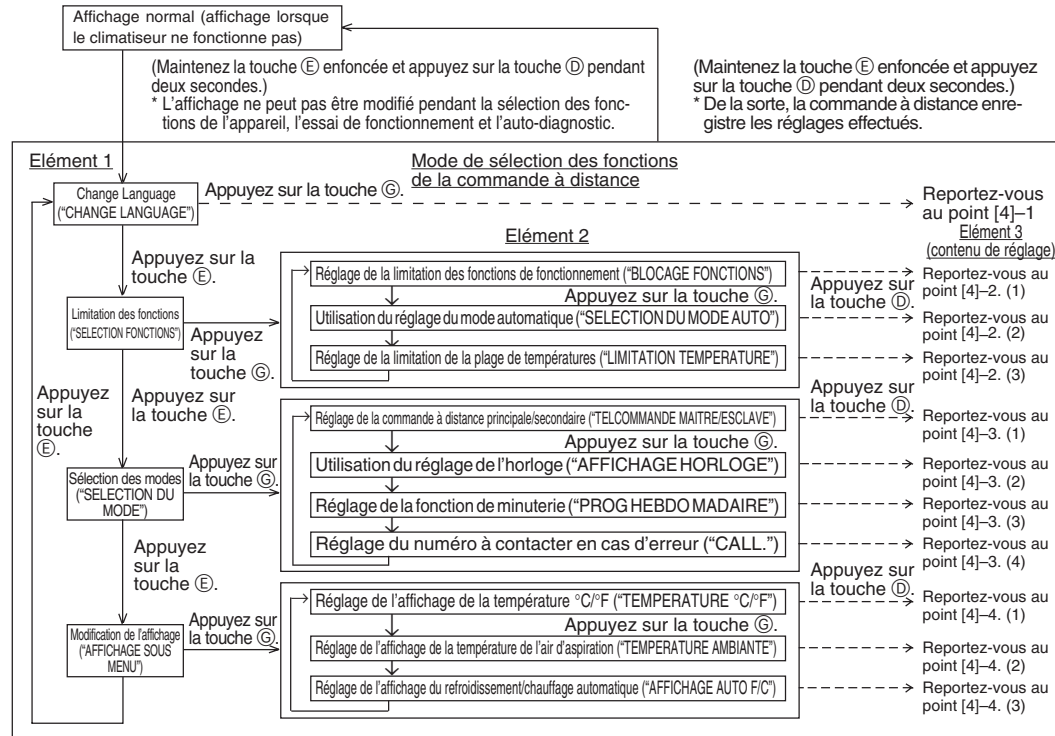 Affichage normal (affichage lorsque
le climatiseur ne fonctionne pas)
(Maintenez la touche Ⓔ enfoncée et appuyez sur la touche Ⓓ pendant
deux secondes.)
* L'affichage ne peut pas être modifié pendant la sélection des fonc-
tions de l'appareil, l'essai de fonctionnement et l'auto-diagnostic.
(Maintenez la touche Ⓔ enfoncée et appuyez
sur la touche Ⓓ pendant deux secondes.)
* De la sorte, la commande à distance enre-
gistre les réglages effectués.
Elément 1
Mode de sélection des fonctions
de la commande à distance
Change Language
("CHANGE LANGUAGE")
Appuyez sur la touche Ⓖ.
Reportez-vous
au point [4]–1
Elément 2
Elément 3
(contenu de réglage)
Appuyez sur la
touche Ⓔ.
Limitation des fonctions
("SELECTION FONCTIONS")
Appuyez
sur la
touche Ⓖ.
Réglage de la limitation des fonctions de fonctionnement ("BLOCAGE FONCTIONS")
Appuyez sur la touche Ⓖ.
Utilisation du réglage du mode automatique ("SELECTION DU MODE AUTO")
Réglage de la limitation de la plage de températures ("LIMITATION TEMPERATURE")
Appuyez sur
la touche Ⓓ.
Reportez-vous au
point [4]–2. (1)
Reportez-vous au
point [4]–2. (2)
Reportez-vous au
point [4]–2. (3)
Appuyez
sur la
touche
Ⓔ.
Appuyez sur
la touche Ⓔ.
Sélection des modes
("SELECTION DU
MODE")
Appuyez sur
la touche Ⓖ.
Réglage de la commande à distance principale/secondaire ("TELCOMMANDE MAITRE/ESCLAVE")
Appuyez sur la touche Ⓖ.
Utilisation du réglage de l'horloge ("AFFICHAGE HORLOGE")
Réglage de la fonction de minuterie ("PROG HEBDO MADAIRE")
Réglage du numéro à contacter en cas d'erreur ("CALL.")
Appuyez sur
la touche Ⓓ.
Reportez-vous au
point [4]–3. (1)
Reportez-vous au
point [4]–3. (2)
Reportez-vous au
point [4]–3. (3)
Reportez-vous au
point [4]–3. (4)
Appuyez
sur la
touche Ⓔ.
Modification de l'affichage
("AFFICHAGE SOUS
MENU")
Appuyez sur
la touche Ⓖ.
Réglage de l'affichage de la température °C/°F ("TEMPERATURE °C/°F")
Appuyez sur la touche Ⓖ.
Réglage de l'affichage de la température de l'air d'aspiration ("TEMPERATURE AMBIANTE")
Réglage de l'affichage du refroidissement/chauffage automatique ("AFFICHAGE AUTO F/C")
Appuyez sur
la touche Ⓓ.
Reportez-vous au
point [4]–4. (1)
Reportez-vous au
point [4]–4. (2)
Reportez-vous au
point [4]–4. (3)